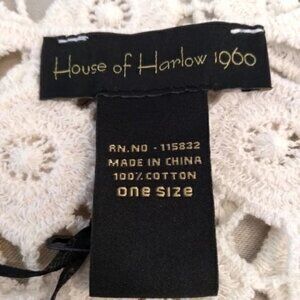 House of Harlow 1960
RN.NO - 115832
MADE IN CHINA
100% COTTON
ONE SIZE